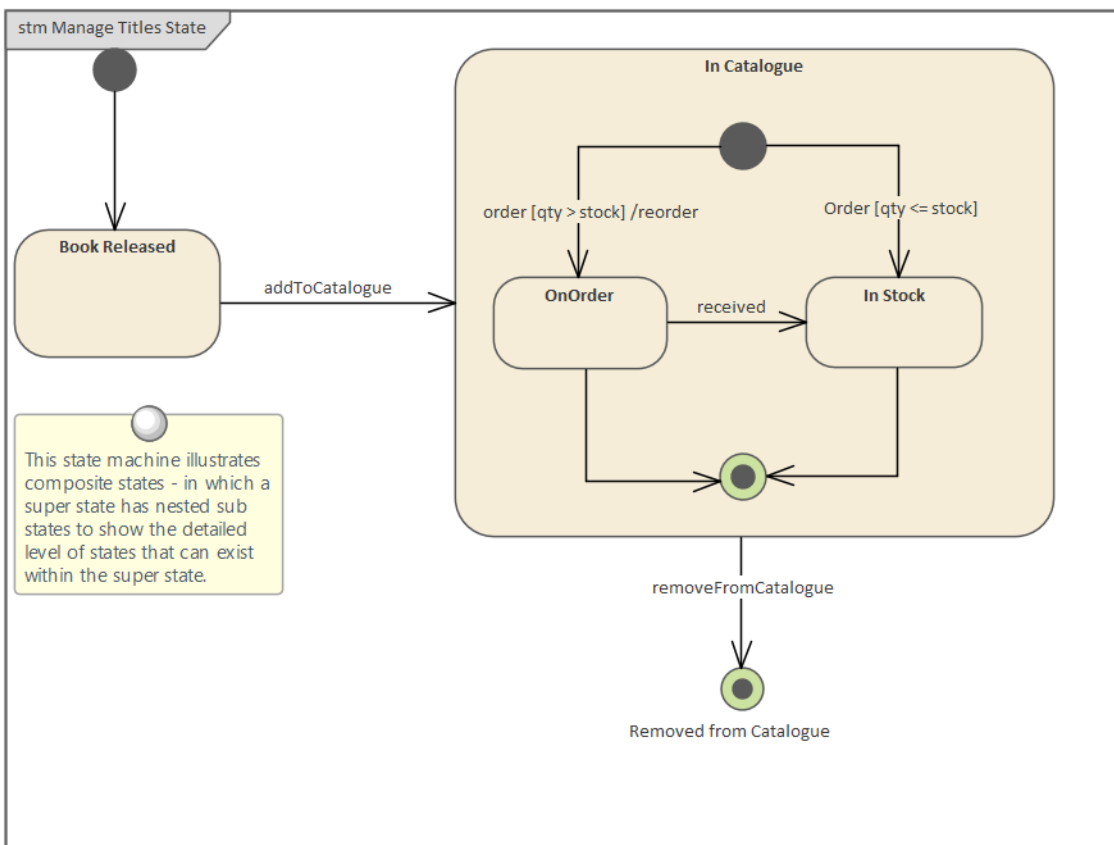 stm Manage Titles State
In Catalogue
order [qty > stock] /reorder
Order [qty <= stock]
Book Released
addToCatalogue
OnOrder
received
In Stock
This state machine illustrates
composite states - in which a
super state has nested sub
states to show the detailed
level of states that can exist
within the super state.
removeFromCatalogue
Removed from Catalogue